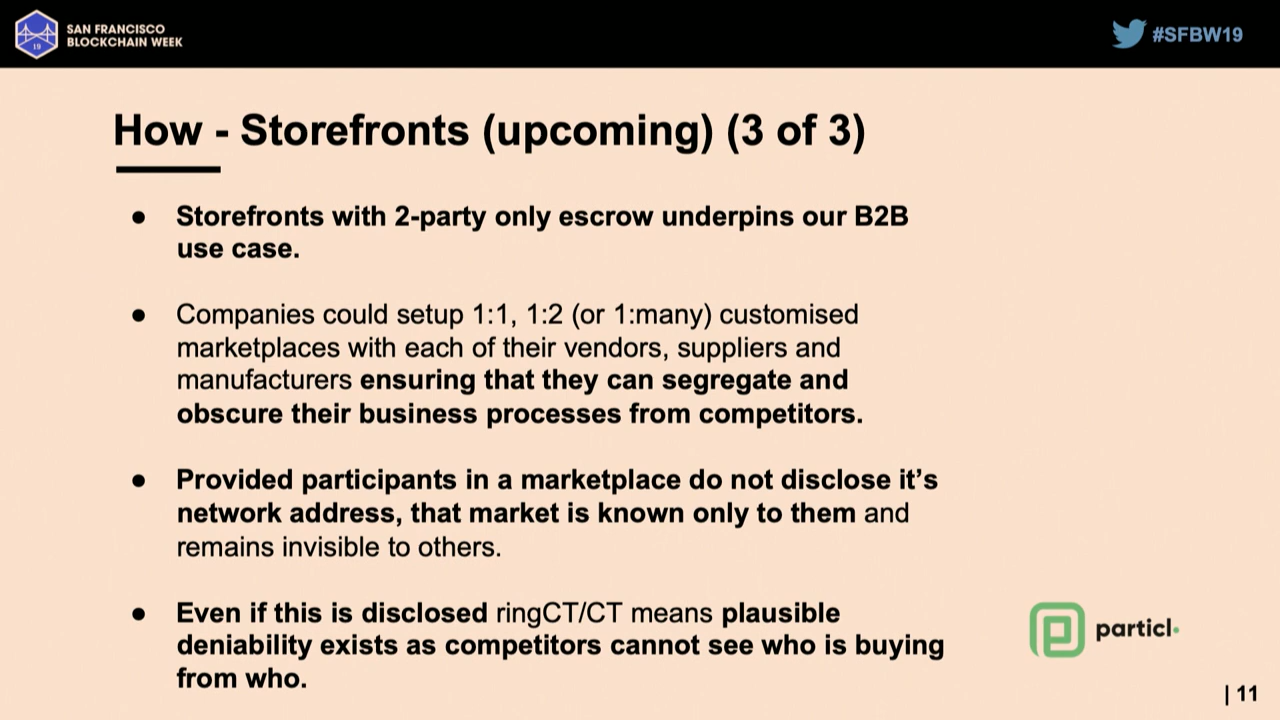 SAN FRANCISCO
BLOCKCHAIN WEEK
19
#SFBW19
How - Storefronts (upcoming) (3 of 3)
● Storefronts with 2-party only escrow underpins our B2B
use case.
● Companies could setup 1:1, 1:2 (or 1:many) customised
marketplaces with each of their vendors, suppliers and
manufacturers ensuring that they can segregate and
obscure their business processes from competitors.
● Provided participants in a marketplace do not disclose it’s
network address, that market is known only to them and
remains invisible to others.
● Even if this is disclosed ringCT/CT means plausible
deniability exists as competitors cannot see who is buying
from who.
particl.
| 11